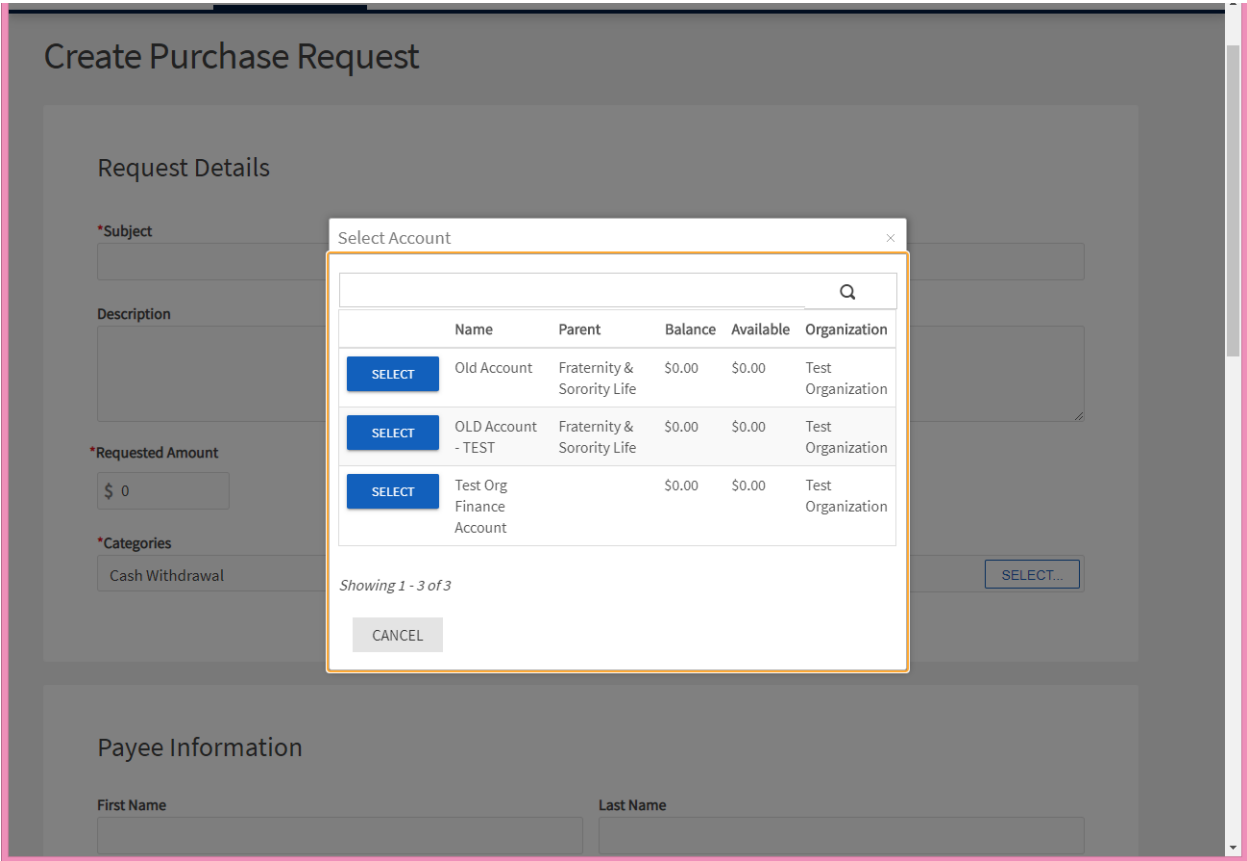 Create Purchase Request
Request Details
*Subject
Description
*Requested Amount
$ 0
*Categories
Cash Withdrawal
SELECT...
Select Account
×
Name Parent Balance Available Organization
SELECT Old Account Fraternity & $0.00 $0.00 Test
Sorority Life Organization
SELECT OLD Account Fraternity & $0.00 $0.00 Test
- TEST Sorority Life Organization
SELECT Test Org $0.00 $0.00 Test
Finance Organization
Account
Showing 1 - 3 of 3
CANCEL
Payee Information
First Name Last Name